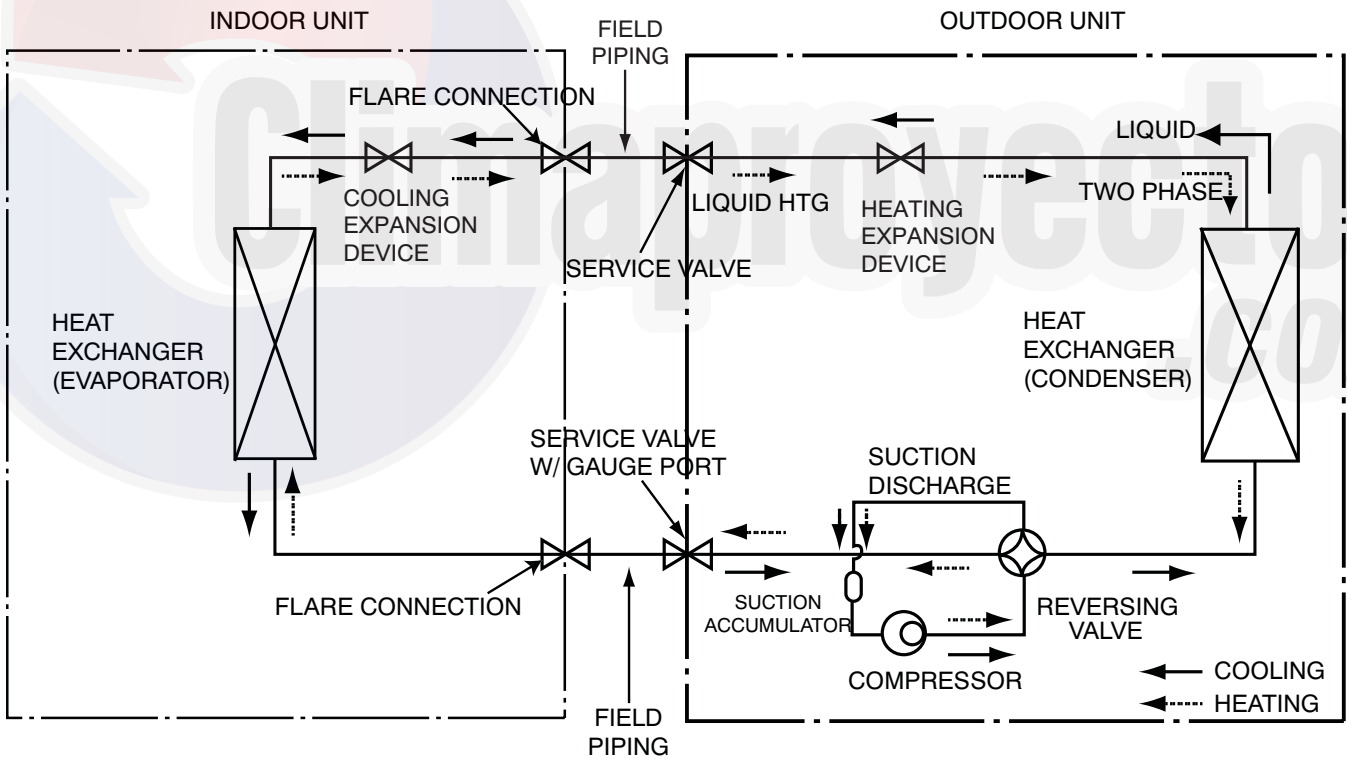 INDOOR UNIT
FIELD
PIPING
OUTDOOR UNIT
FLARE CONNECTION
LIQUID
COOLING
EXPANSION
DEVICE
LIQUID HTG
HEATING
EXPANSION
DEVICE
TWO PHASE
SERVICE VALVE
HEAT
EXCHANGER
(EVAPORATOR)
HEAT
EXCHANGER
(CONDENSER)
SERVICE VALVE
W/ GAUGE PORT
SUCTION
DISCHARGE
FLARE CONNECTION
SUCTION
ACCUMULATOR
REVERSING
VALVE
COMPRESSOR
COOLING
HEATING
FIELD
PIPING
Climaproyecto
.co